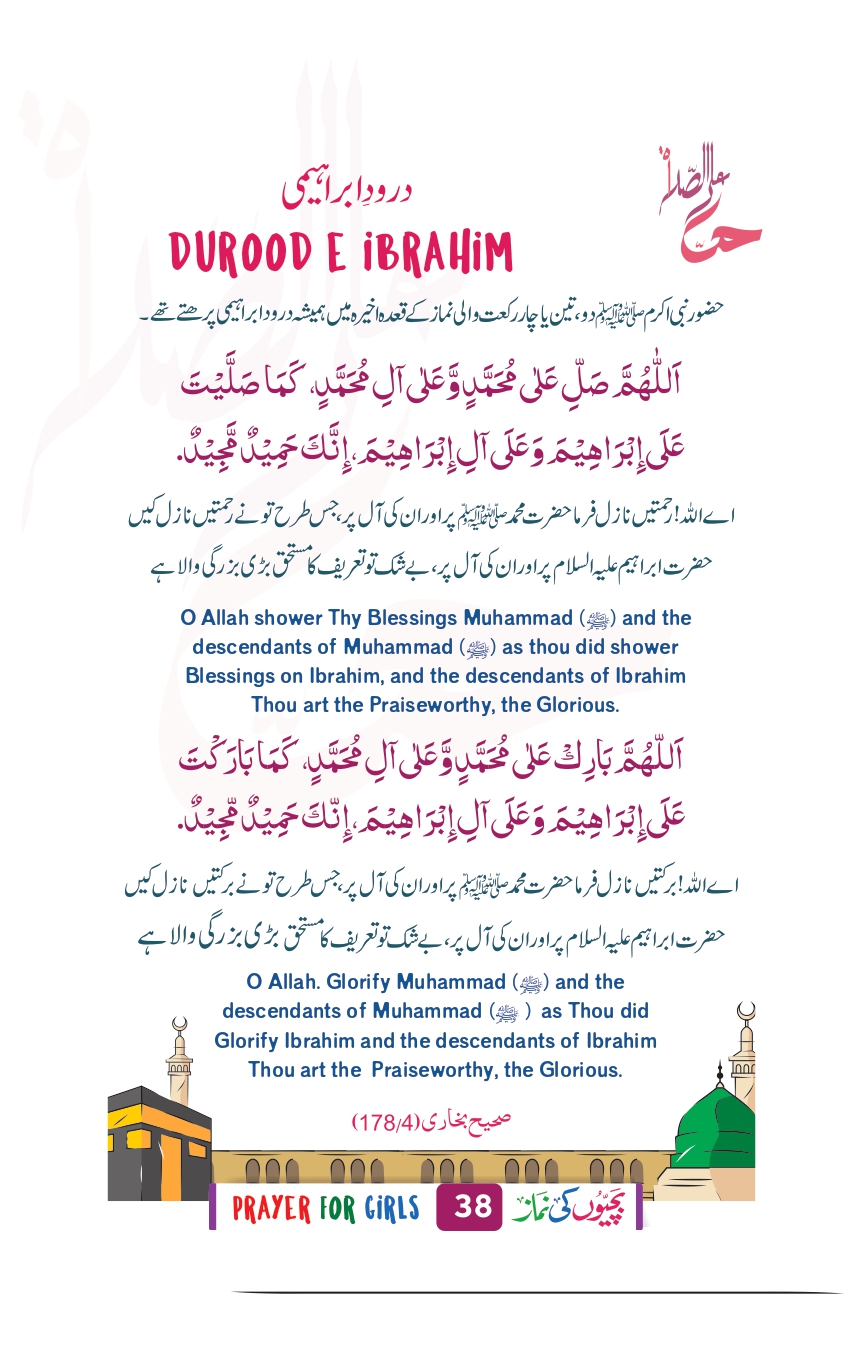 درودِ ابراہیمی
DUROOD E iBRAHiM
حی علی الصلاۃ
حضور نبی اکرم ﷺ دو، تین یا چار رکعت والی نماز کے قعدہ اخیرہ میں ہمیشہ درود ابراہیمی پرھتے تھے۔
اَللّٰهُمَّ صَلِّ عَلٰى مُحَمَّدٍ وَّعَلٰى آلِ مُحَمَّدٍ، كَمَا صَلَّيْتَ
عَلَى إِبْرَاهِيْمَ وَعَلَى آلِ إِبْرَاهِيْمَ، إِنَّكَ حَمِيْدٌ مَّجِيْدٌ.
اے اللہ! رحمتیں نازل فرما حضرت محمد ﷺ پر اور ان کی آل پر، جس طرح تو نے رحمتیں نازل کیں
حضرت ابراہیم علیہ السلام پر اور ان کی آل پر، بے شک تو تعریف کا مستحق بڑی بزرگی والا ہے
O Allah shower Thy Blessings Muhammad (ﷺ) and the
descendants of Muhammad (ﷺ) as thou did shower
Blessings on Ibrahim, and the descendants of Ibrahim
Thou art the Praiseworthy, the Glorious.
اَللّٰهُمَّ بَارِكْ عَلٰى مُحَمَّدٍ وَّعَلٰى آلِ مُحَمَّدٍ، كَمَا بَارَكْتَ
عَلَى إِبْرَاهِيْمَ وَعَلَى آلِ إِبْرَاهِيْمَ، إِنَّكَ حَمِيْدٌ مَّجِيْدٌ.
اے اللہ! برکتیں نازل فرما حضرت محمد ﷺ پر اور ان کی آل پر، جس طرح تو نے برکتیں نازل کیں
حضرت ابراہیم علیہ السلام پر اور ان کی آل پر، بے شک تو تعریف کا مستحق بڑی بزرگی والا ہے
O Allah. Glorify Muhammad (ﷺ) and the
descendants of Muhammad (ﷺ ) as Thou did
Glorify Ibrahim and the descendants of Ibrahim
Thou art the Praiseworthy, the Glorious.
صحیح بخاری (178/4)
PRAYER FOR GiRLS 38 بچیّوں کی نماز